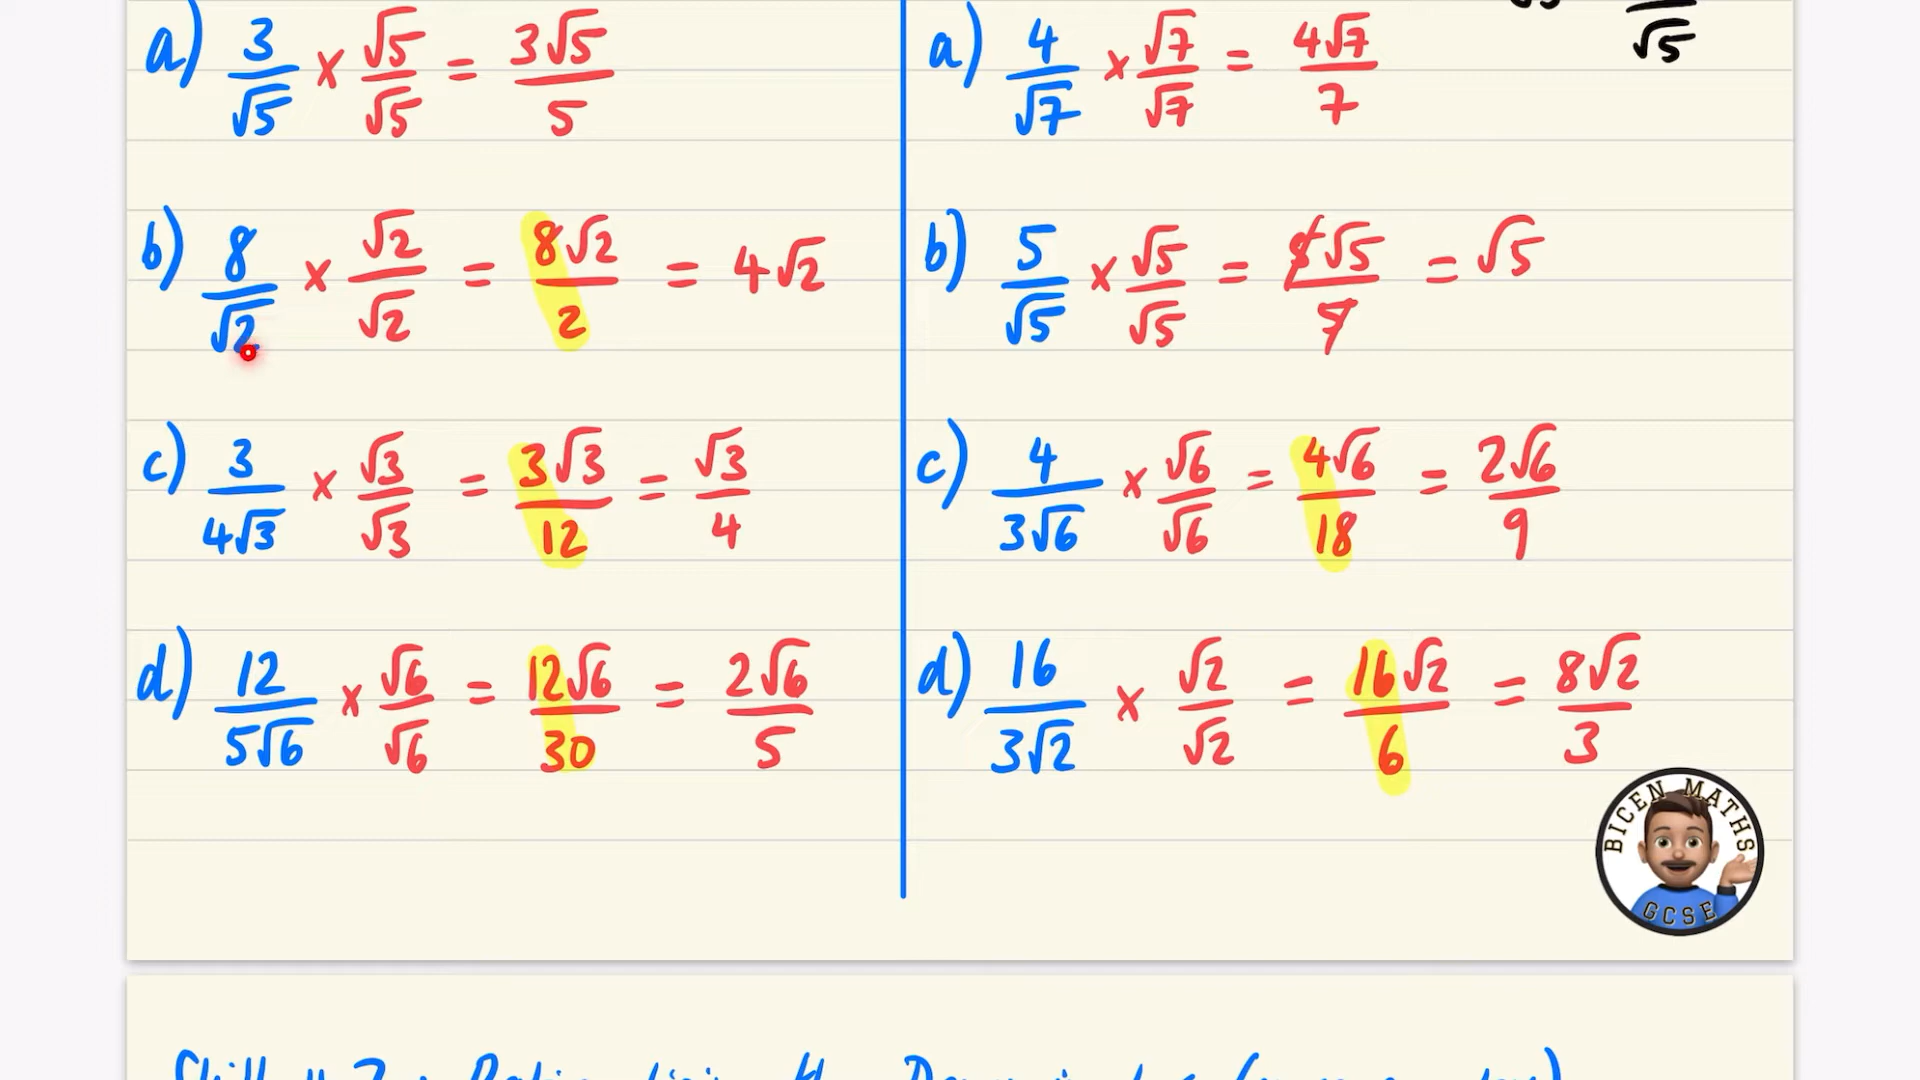 a) 3/√5 × √5/√5 = 3√5/5
b) 8/√2 × √2/√2 = 8√2/2 = 4√2
c) 3/4√3 × √3/√3 = 3√3/12 = √3/4
d) 12/5√6 × √6/√6 = 12√6/30 = 2√6/5
a) 4/√7 × √7/√7 = 4√7/7
b) 5/√5 × √5/√5 = 5√5/5 = √5
c) 4/3√6 × √6/√6 = 4√6/18 = 2√6/9
d) 16/3√2 × √2/√2 = 16√2/6 = 8√2/3
√5
BICEN MATHS
GCSE